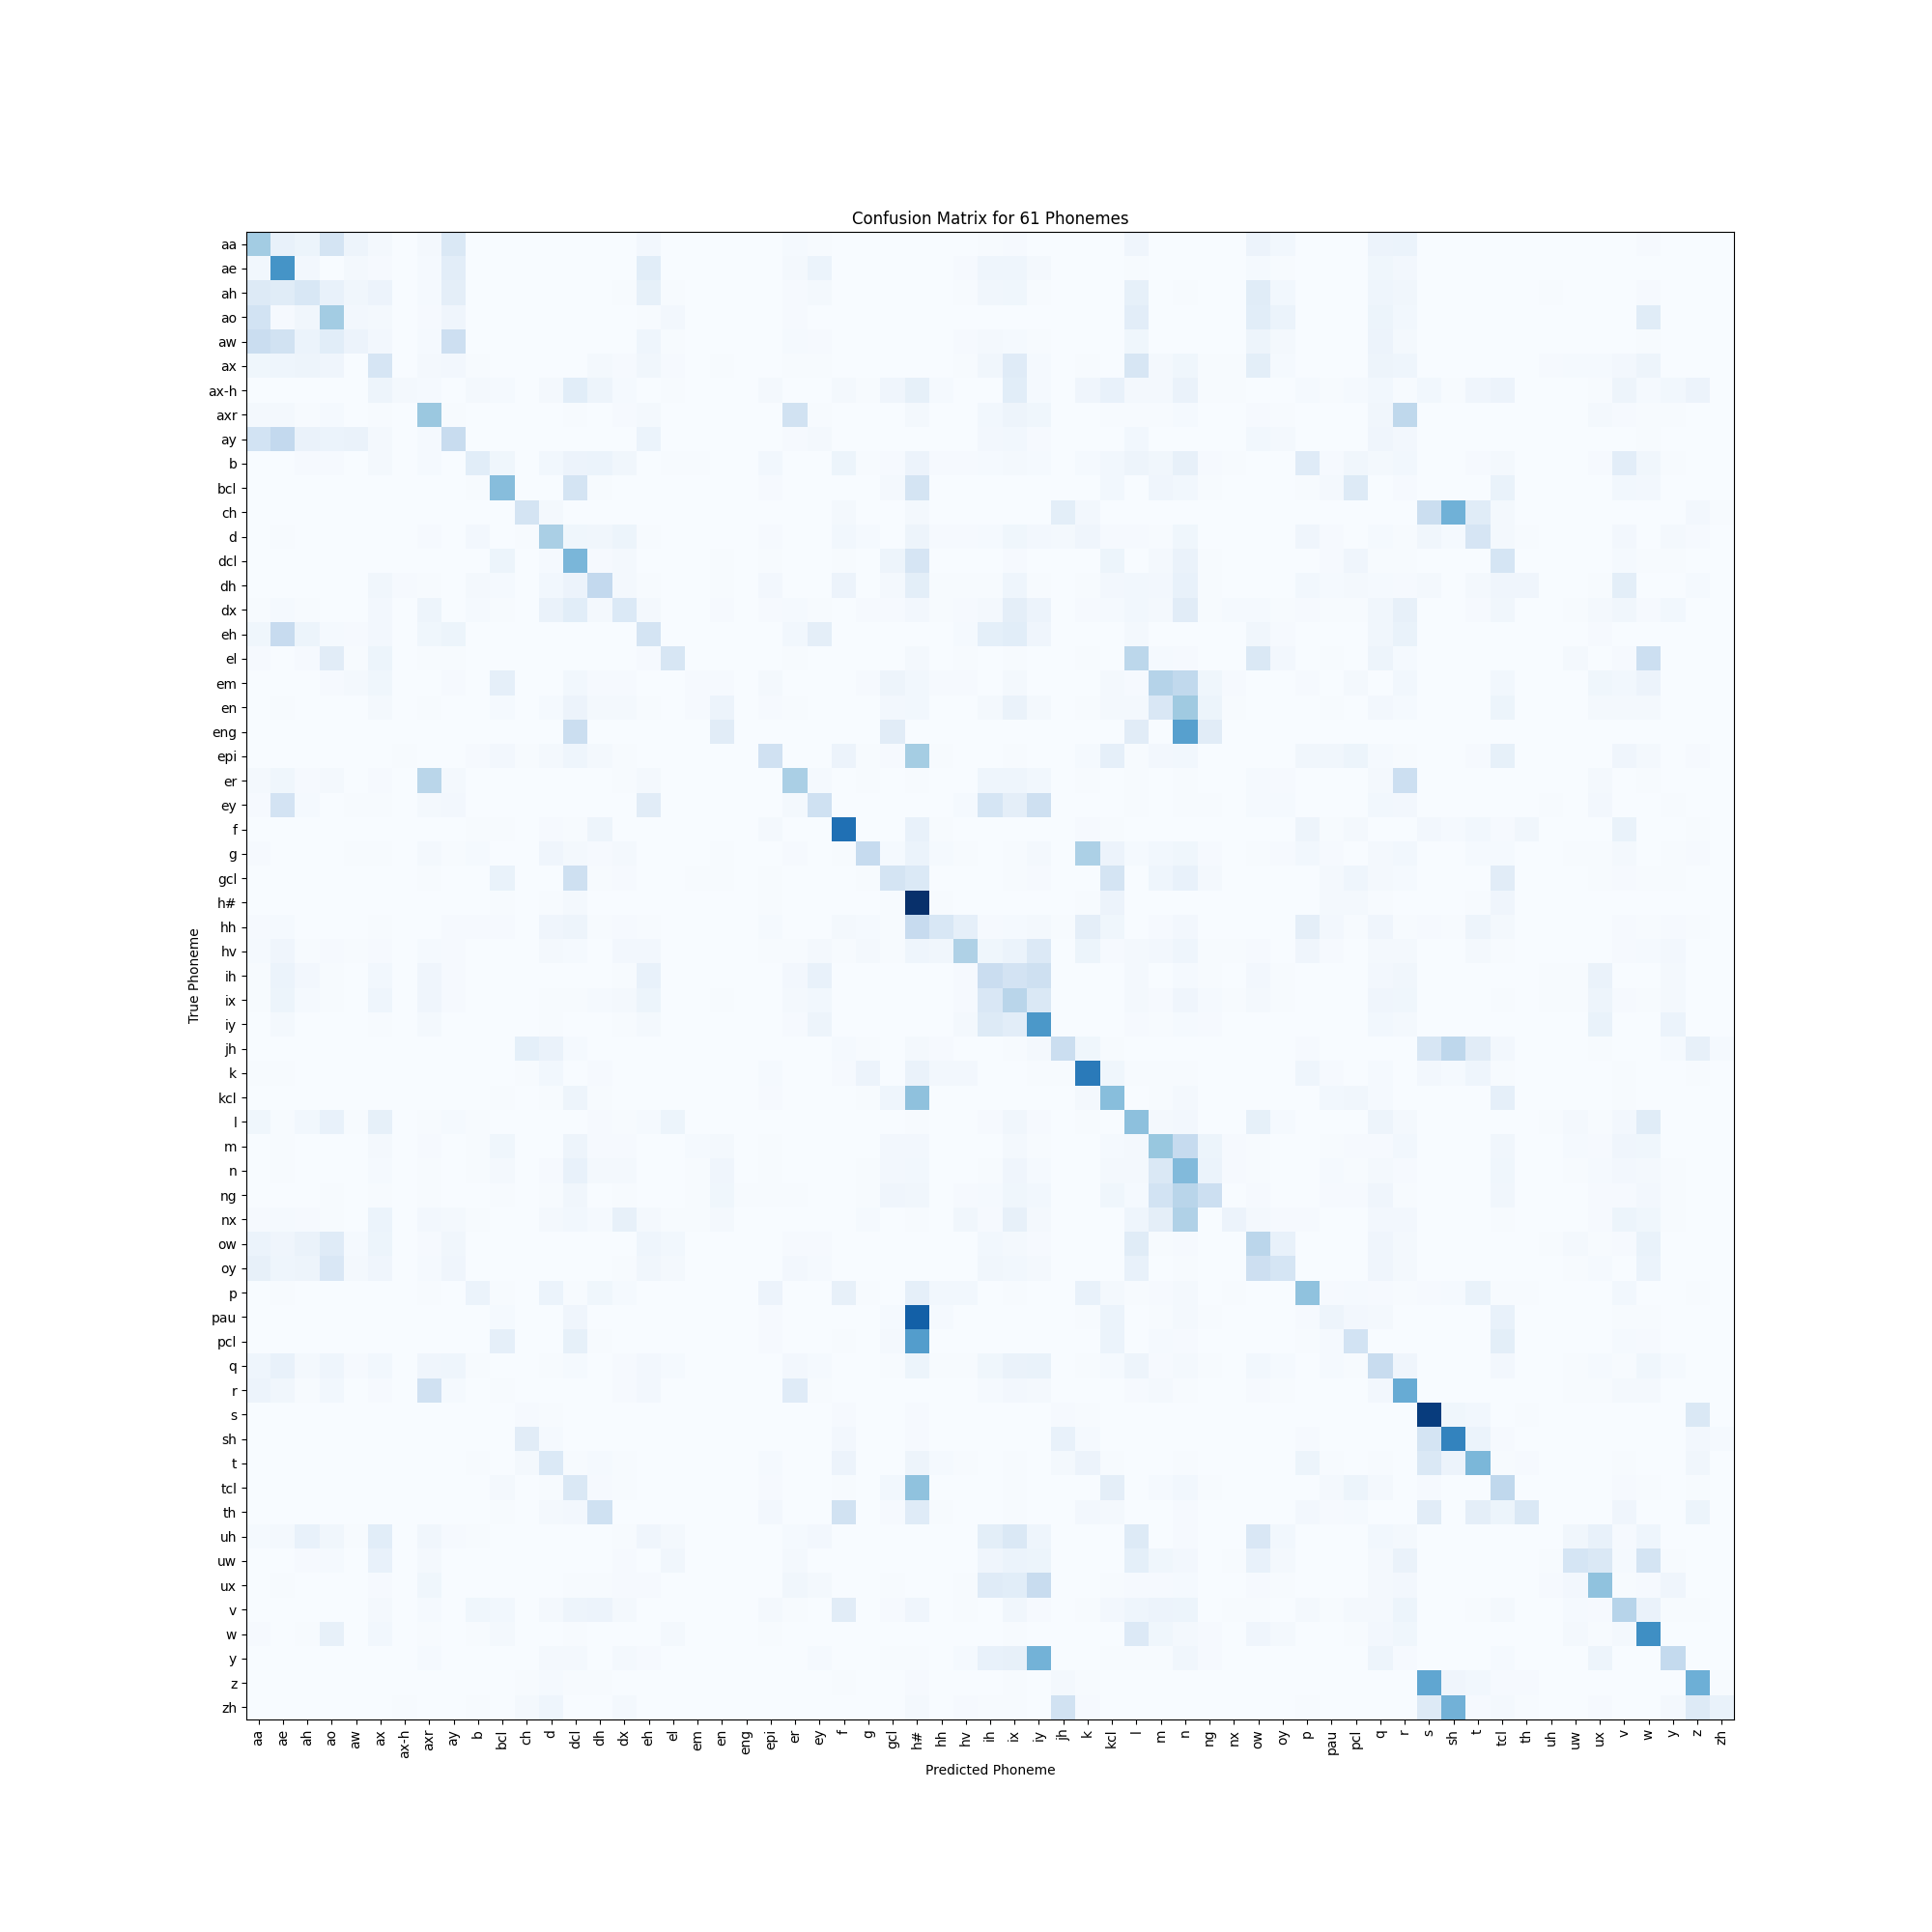 Confusion Matrix for 61 Phonemes
True Phoneme
aa
ae
ah
ao
aw
ax
ax-h
axr
ay
b
bcl
ch
d
dcl
dh
dx
eh
el
em
en
eng
epi
er
ey
f
g
gcl
h#
hh
hv
ih
ix
iy
jh
k
kcl
l
m
n
ng
nx
ow
oy
p
pau
pcl
q
r
s
sh
t
tcl
th
uh
uw
ux
v
w
y
z
zh
aa ae ah ao aw ax ax-h axr ay b bcl ch d dcl dh dx eh el em en eng epi er ey f g gcl h# hh hv ih ix iy jh k kcl l m n ng nx ow oy p pau pcl q r s sh t tcl th uh uw ux v w y z zh
Predicted Phoneme